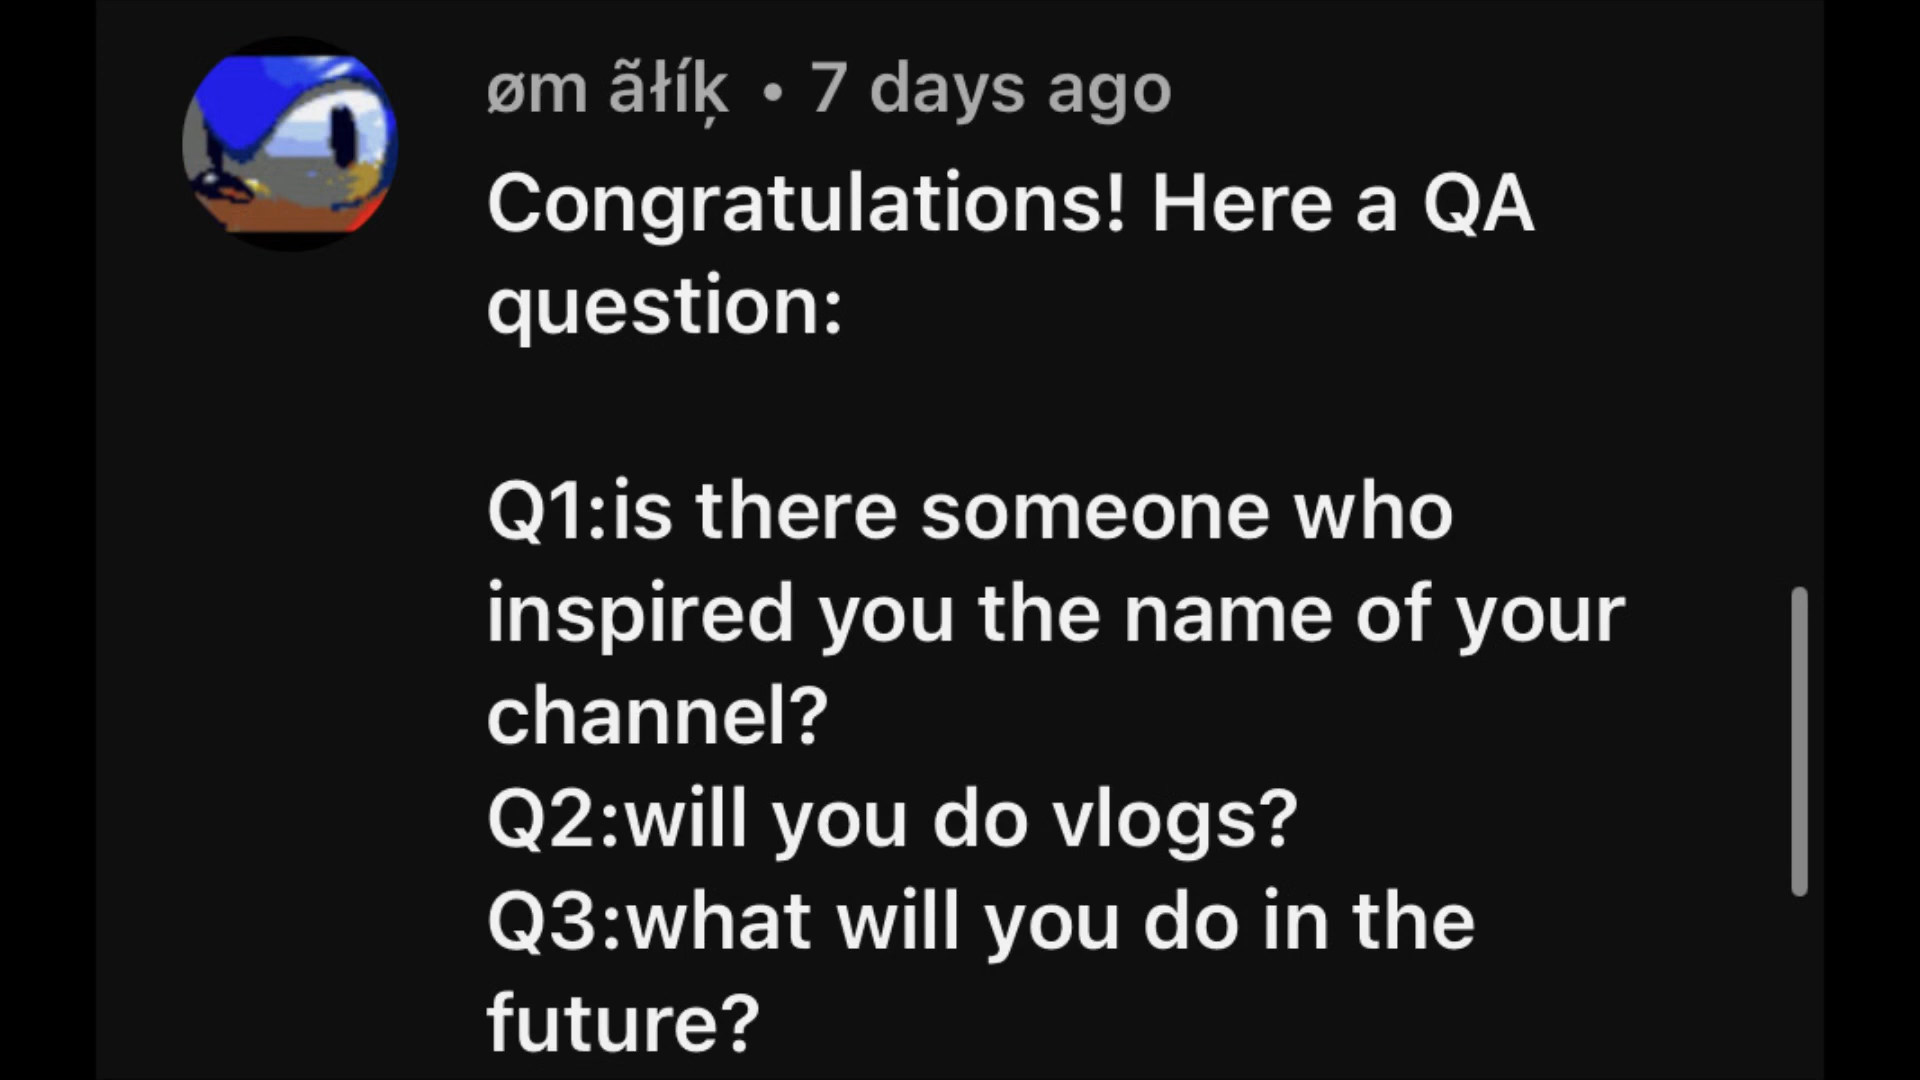 øm ãłíķ • 7 days ago
Congratulations! Here a QA
question:
Q1:is there someone who
inspired you the name of your
channel?
Q2:will you do vlogs?
Q3:what will you do in the
future?